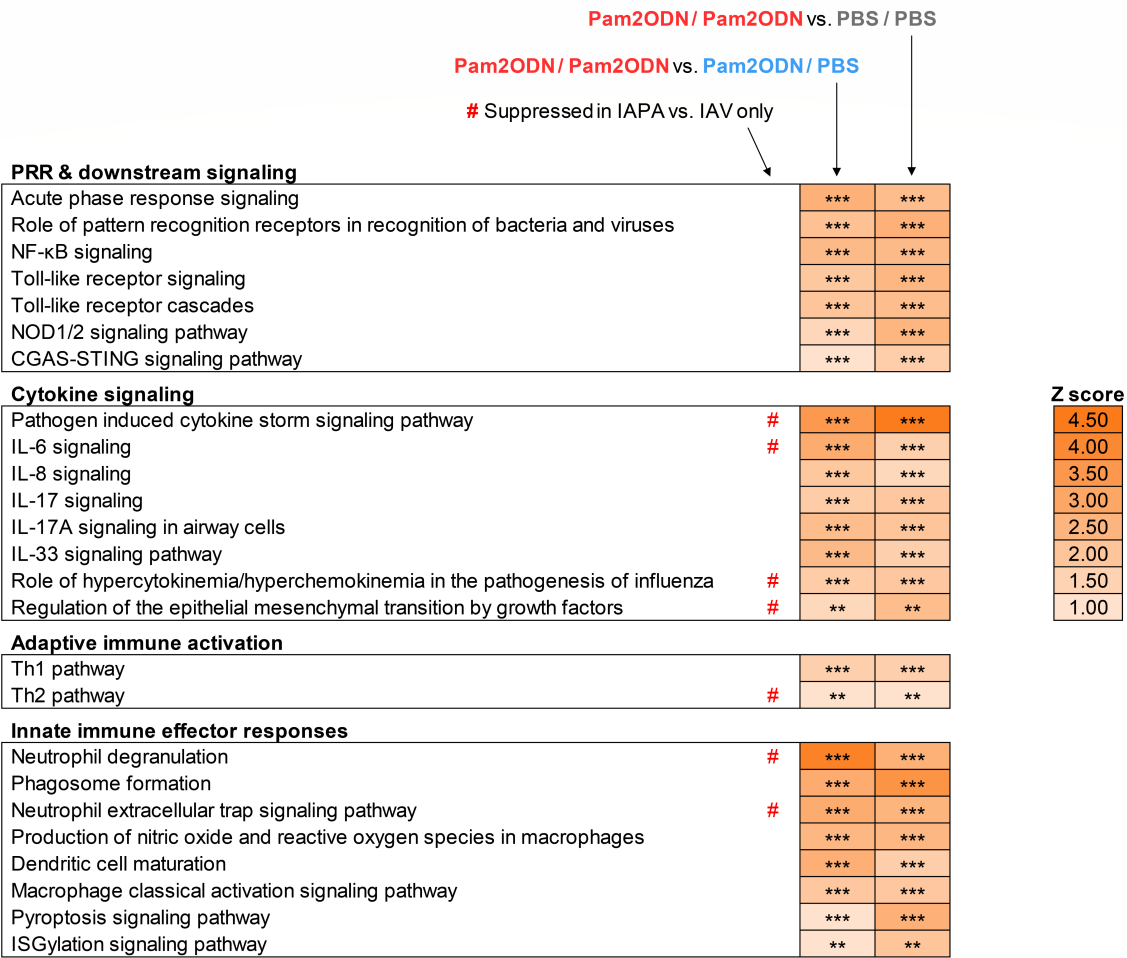 Pam2ODN / Pam2ODN vs. PBS / PBS
Pam2ODN / Pam2ODN vs. Pam2ODN / PBS
# Suppressed in IAPA vs. IAV only
PRR & downstream signaling
Acute phase response signaling *** ***
Role of pattern recognition receptors in recognition of bacteria and viruses *** ***
NF-κB signaling *** ***
Toll-like receptor signaling *** ***
Toll-like receptor cascades *** ***
NOD1/2 signaling pathway *** ***
CGAS-STING signaling pathway *** ***
Cytokine signaling
Pathogen induced cytokine storm signaling pathway # *** ***
IL-6 signaling # *** ***
IL-8 signaling *** ***
IL-17 signaling *** ***
IL-17A signaling in airway cells *** ***
IL-33 signaling pathway *** ***
Role of hypercytokinemia/hyperchemokinemia in the pathogenesis of influenza # *** ***
Regulation of the epithelial mesenchymal transition by growth factors # ** **
Z score
4.50
4.00
3.50
3.00
2.50
2.00
1.50
1.00
Adaptive immune activation
Th1 pathway *** ***
Th2 pathway # ** **
Innate immune effector responses
Neutrophil degranulation # *** ***
Phagosome formation *** ***
Neutrophil extracellular trap signaling pathway # *** ***
Production of nitric oxide and reactive oxygen species in macrophages *** ***
Dendritic cell maturation *** ***
Macrophage classical activation signaling pathway *** ***
Pyroptosis signaling pathway *** ***
ISGylation signaling pathway ** **